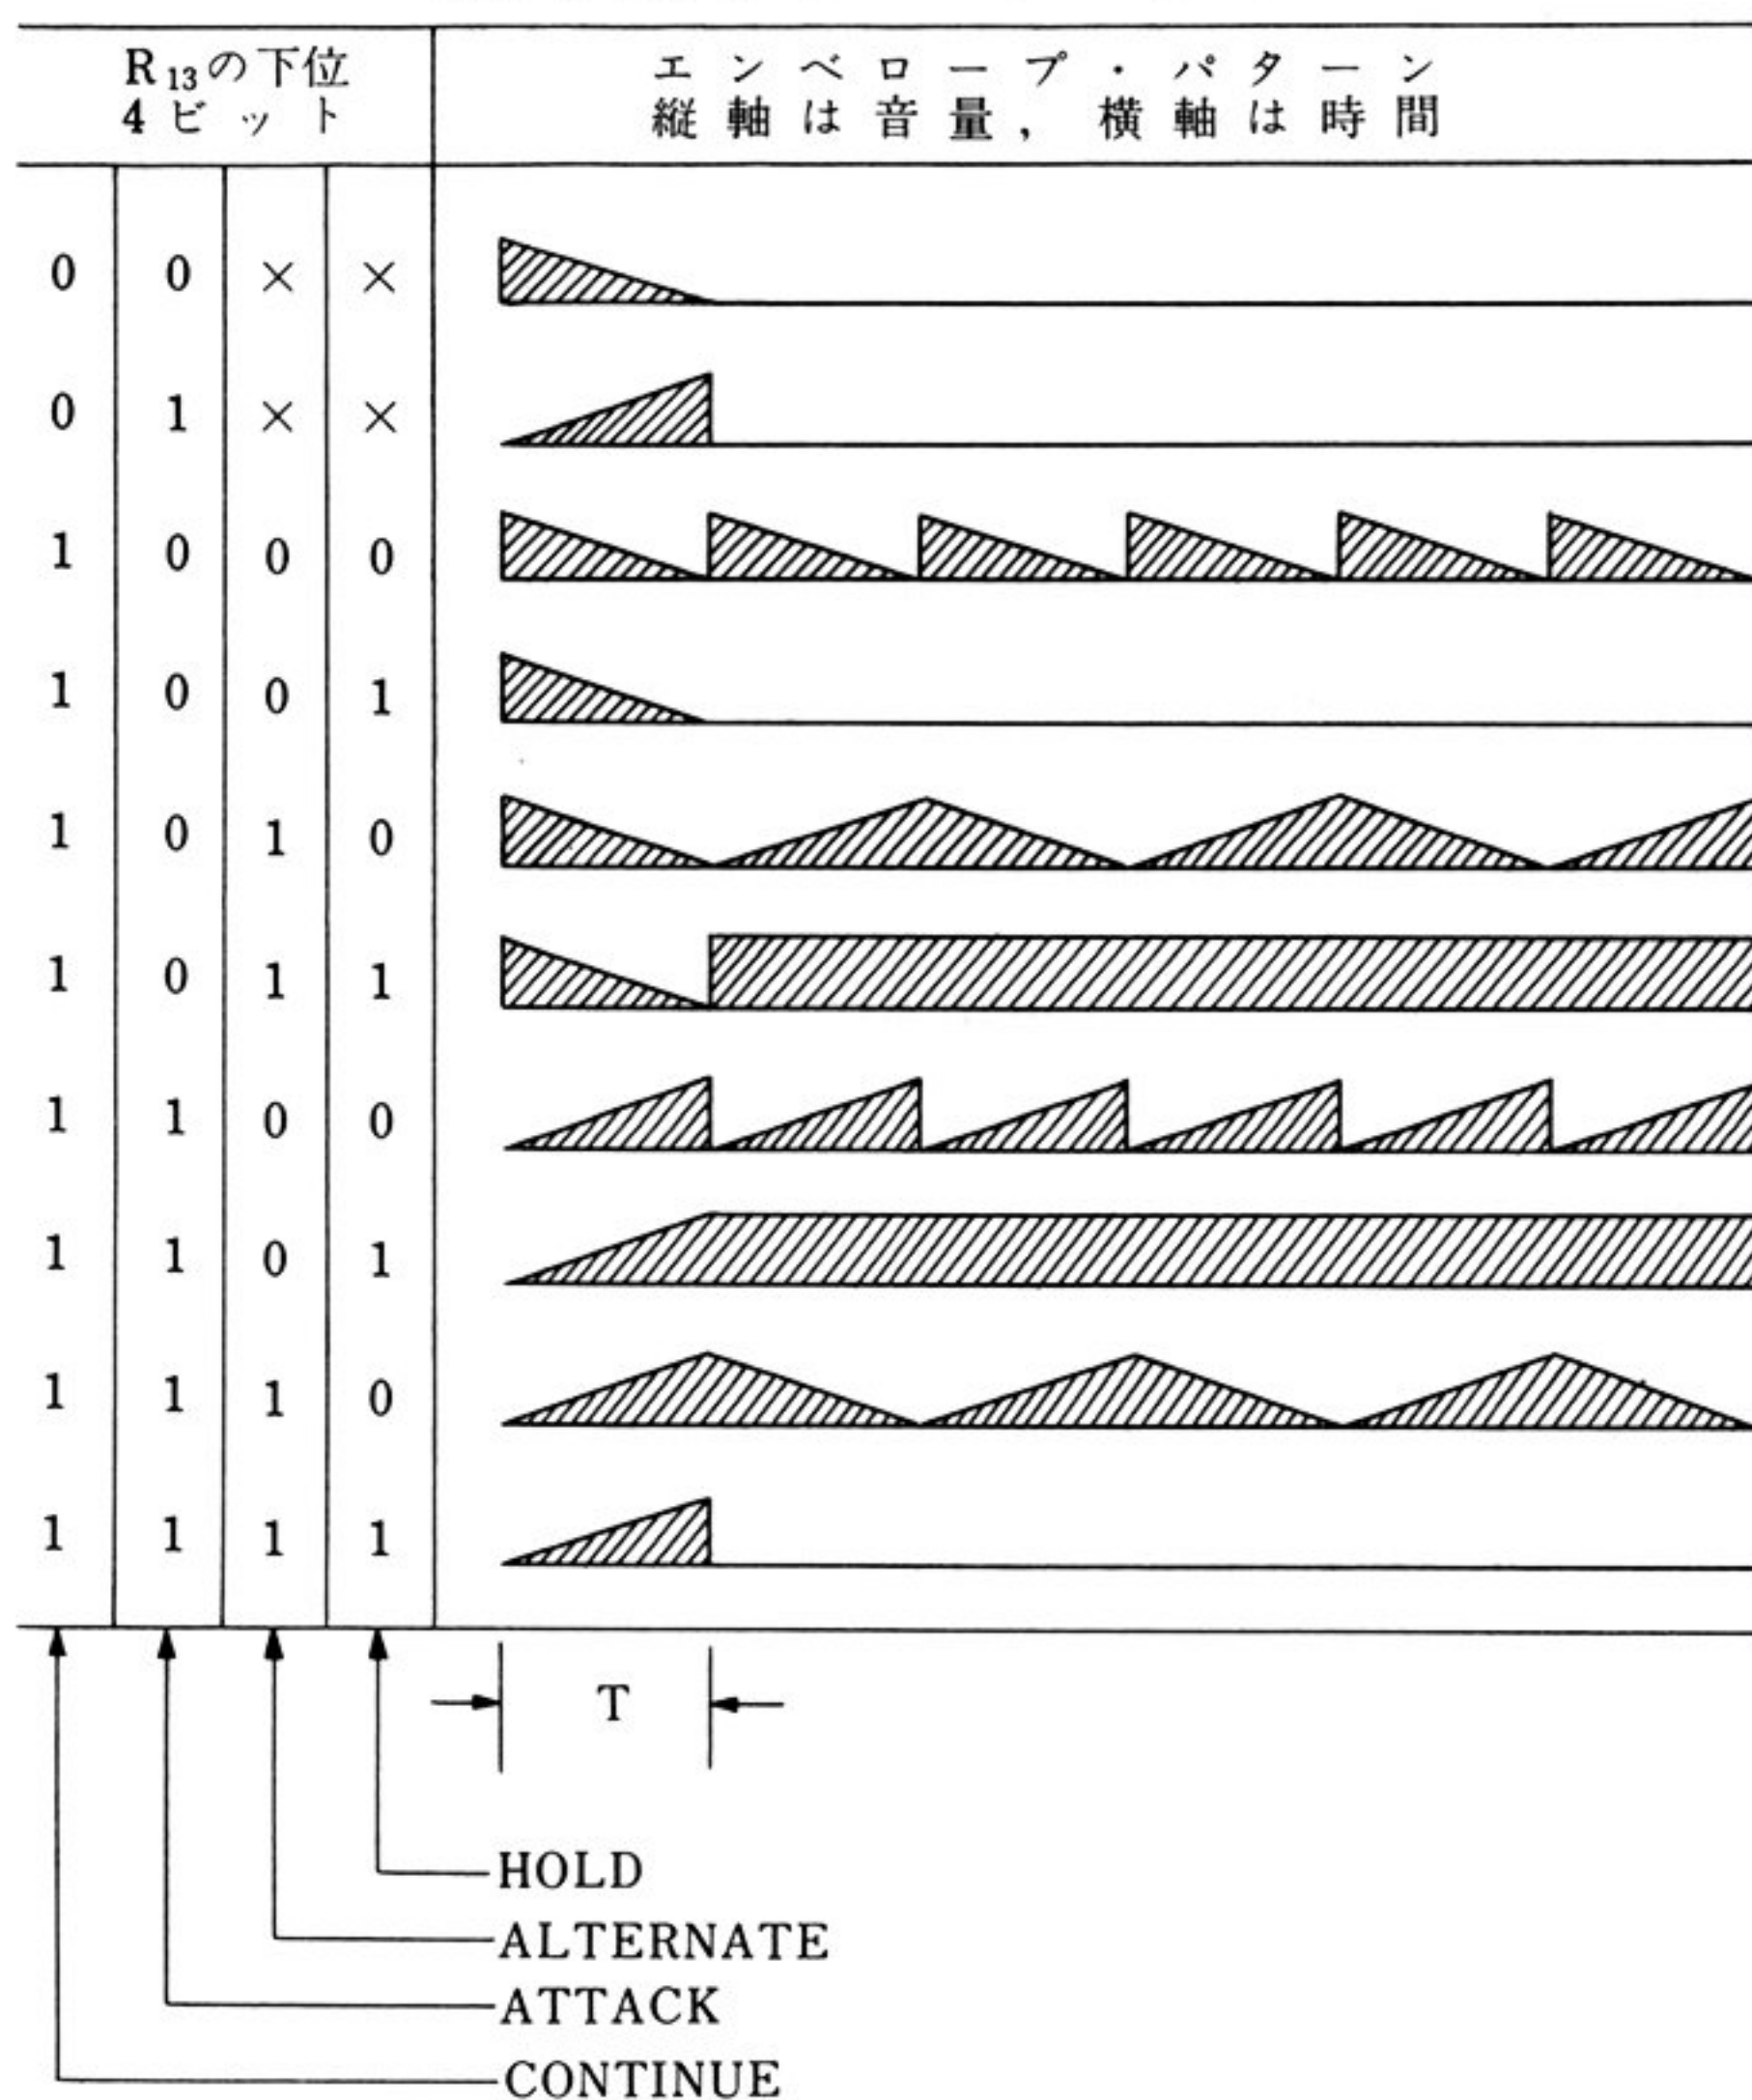 R13の下位
4ビット
エンベロープ・パターン
縦軸は音量，横軸は時間
0 0 × ×
0 1 × ×
1 0 0 0
1 0 0 1
1 0 1 0
1 0 1 1
1 1 0 0
1 1 0 1
1 1 1 0
1 1 1 1
T
HOLD
ALTERNATE
ATTACK
CONTINUE